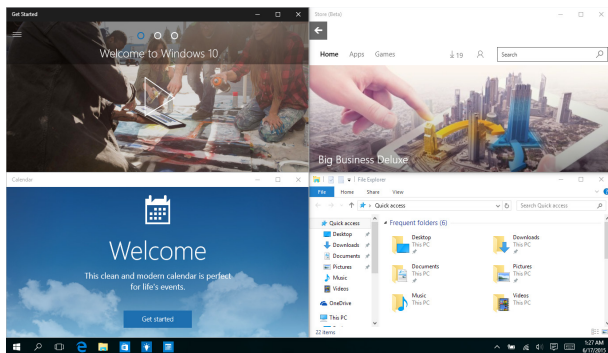 Get Started
Welcome to Windows 10
Store (Beta)
Home Apps Games 19 Search
Big Business Deluxe
Calendar
Welcome
This clean and modern calendar is perfect
for life's events.
Get started
File Explorer
File Home Share View
Quick access Search Quick access
Quick access
Desktop
Downloads
Documents
Pictures
Music
Videos
OneDrive
This PC
22 items
Frequent folders (6)
Desktop
This PC
Downloads
This PC
Documents
This PC
Pictures
This PC
Music
This PC
Videos
This PC
1:27 AM
6/17/2015